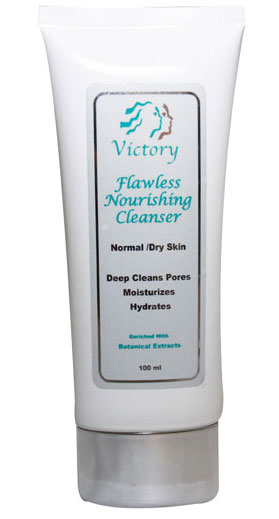 Victory
Flawless
Nourishing
Cleanser
Normal /Dry Skin
Deep Cleans Pores
Moisturizes
Hydrates
Enriched With
Botanical Extracts
100 ml